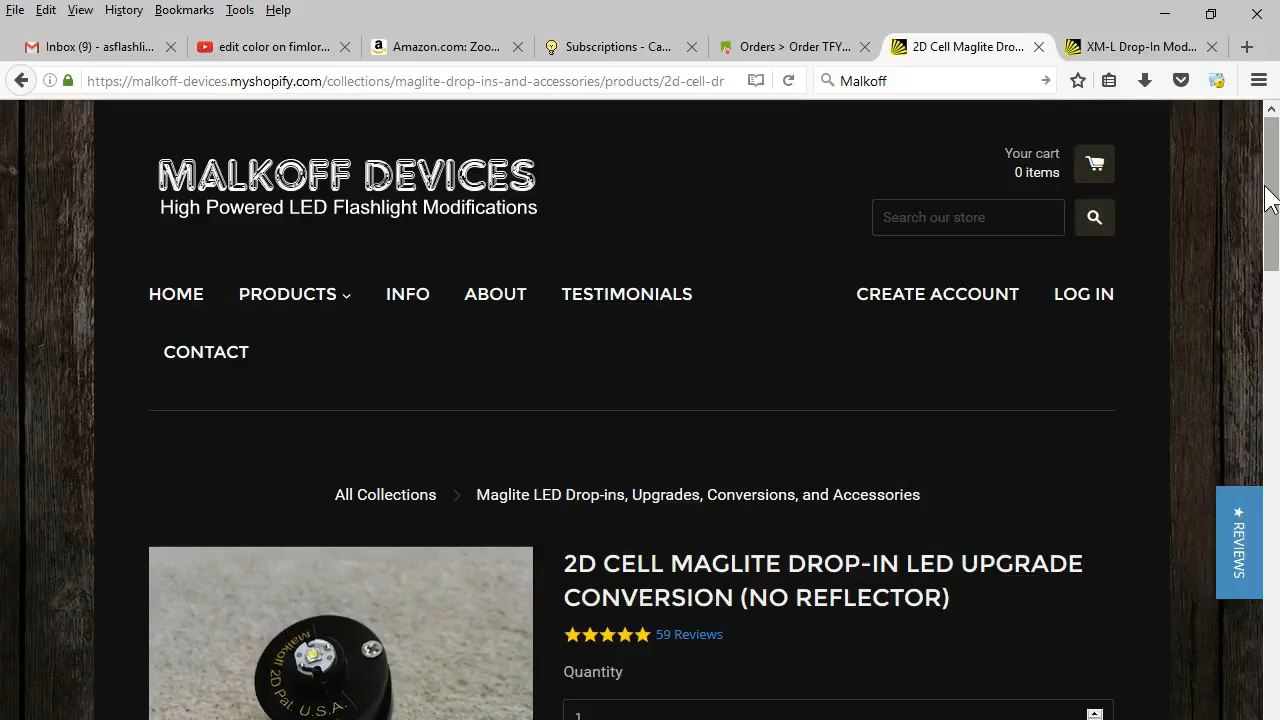 File Edit View History Bookmarks Tools Help
Inbox (9) - asflashli...
edit color on fimlor...
Amazon.com: Zoo...
Subscriptions - Ca...
Orders > Order TFY...
2D Cell Maglite Dro...
XM-L Drop-In Mod...
https://malkoff-devices.myshopify.com/collections/maglite-drop-ins-and-accessories/products/2d-cell-dr
Malkoff
MALKOFF DEVICES
High Powered LED Flashlight Modifications
Your cart
0 items
Search our store
HOME PRODUCTS INFO ABOUT TESTIMONIALS CREATE ACCOUNT LOG IN
CONTACT
All Collections > Maglite LED Drop-ins, Upgrades, Conversions, and Accessories
2D CELL MAGLITE DROP-IN LED UPGRADE
CONVERSION (NO REFLECTOR)
59 Reviews
Quantity
1
★ REVIEWS
Malkoff 2D Pat. U.S.A.